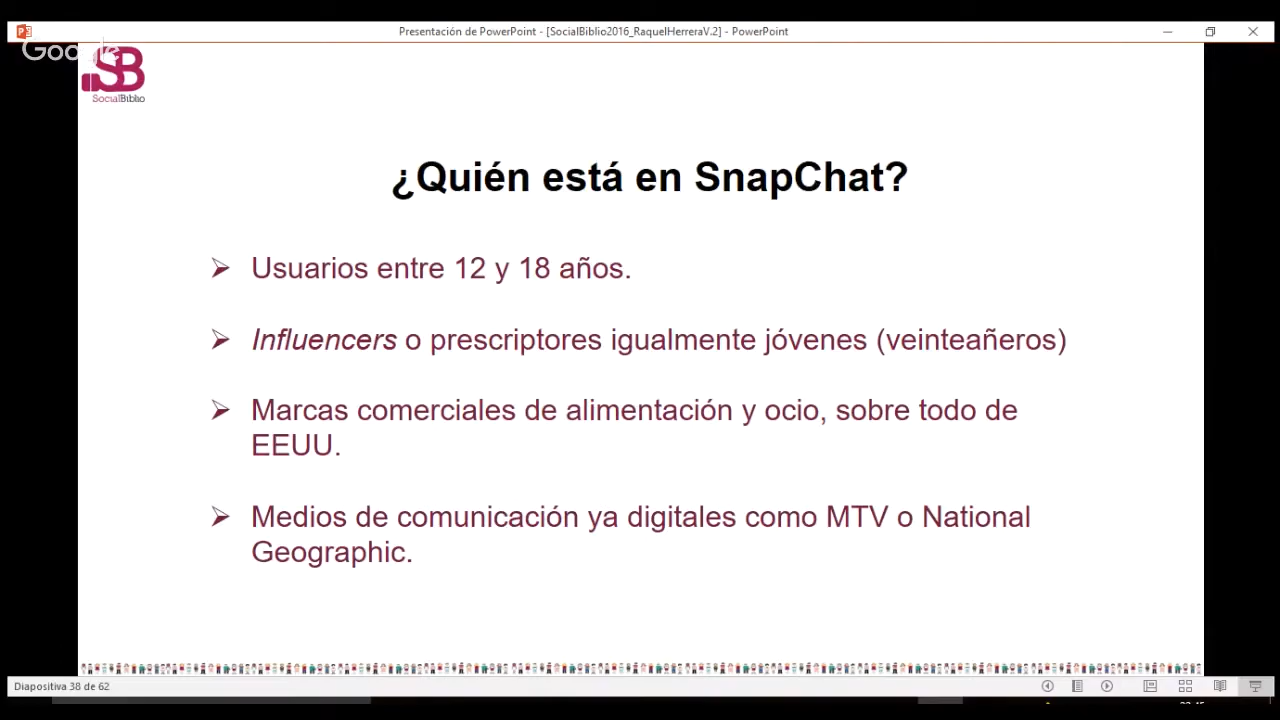 Presentación de PowerPoint - [SocialBiblio2016_RaquelHerreraV.2] - PowerPoint
Google
SB
SocialBiblio
¿Quién está en SnapChat?
➢ Usuarios entre 12 y 18 años.
➢ Influencers o prescriptores igualmente jóvenes (veinteañeros)
➢ Marcas comerciales de alimentación y ocio, sobre todo de
EEUU.
➢ Medios de comunicación ya digitales como MTV o National
Geographic.
Diapositiva 38 de 62